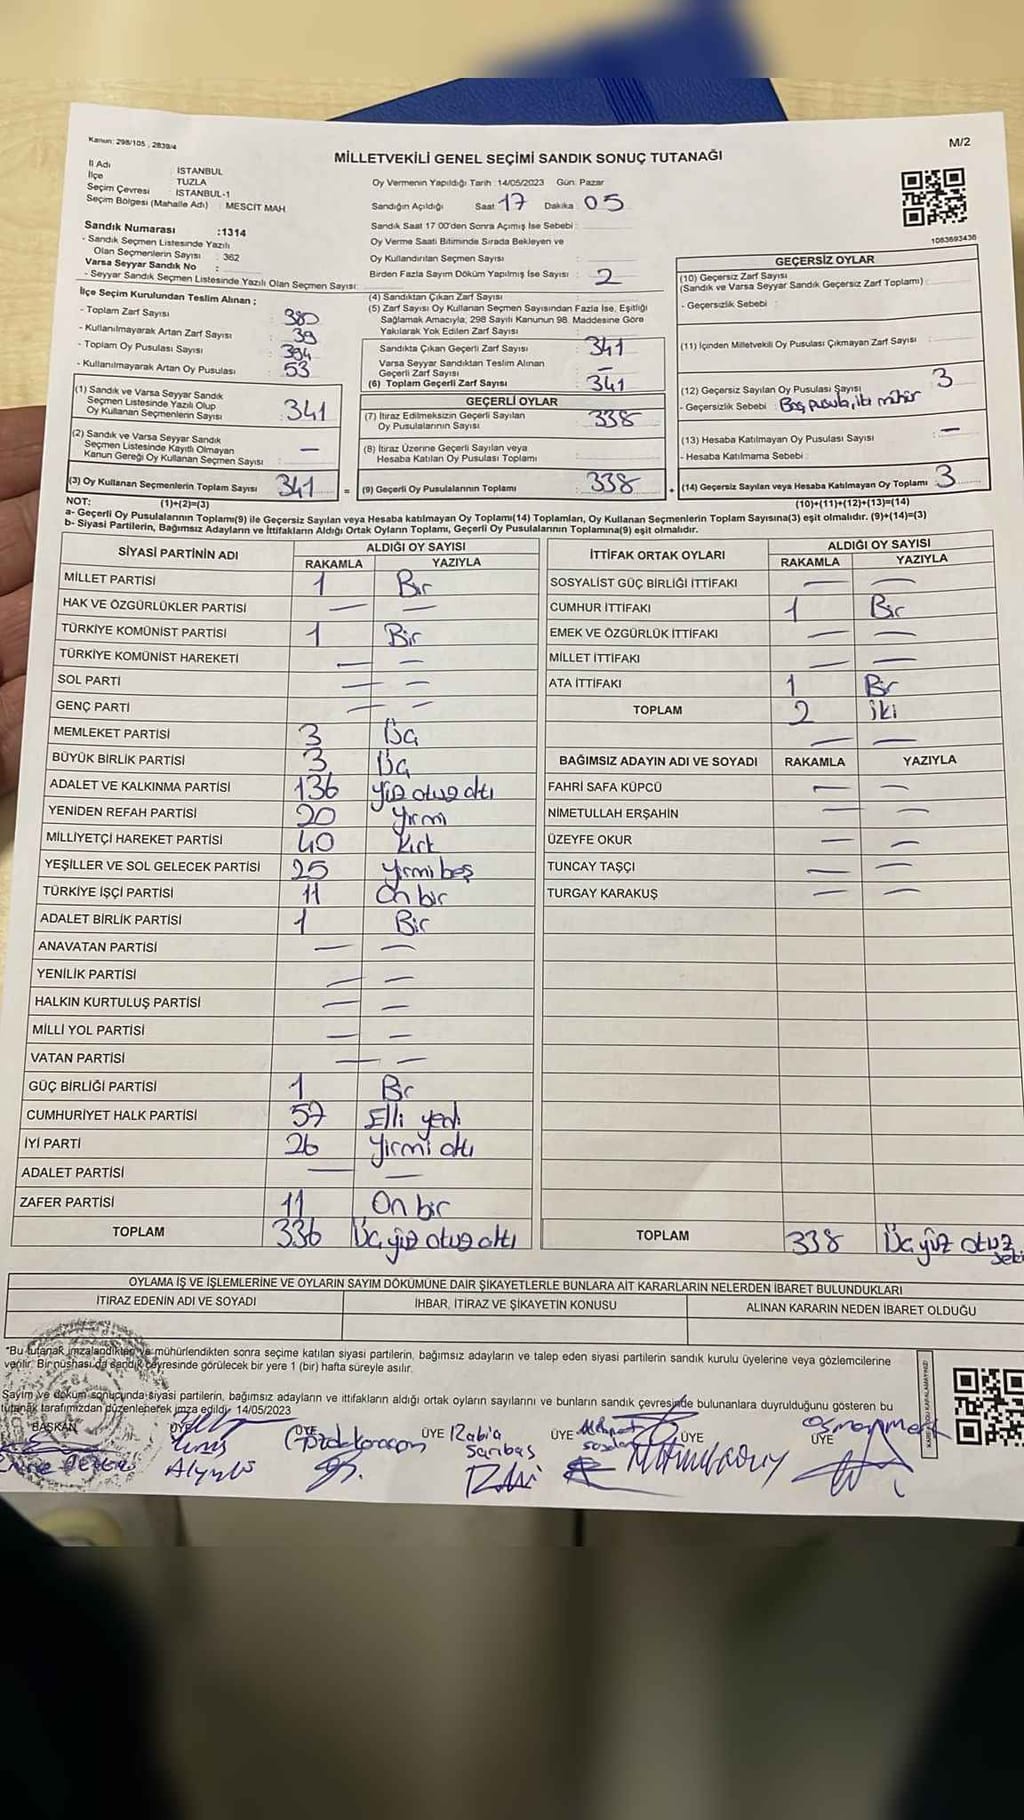 Kanun: 298/105 , 2839/4
M/2
MİLLETVEKİLİ GENEL SEÇİMİ SANDIK SONUÇ TUTANAĞI
İl Adı : İSTANBUL
İlçe : TUZLA
Seçim Çevresi : İSTANBUL-1
Seçim Bölgesi (Mahalle Adı) : MESCİT MAH
Sandık Numarası :1314
- Sandık Seçmen Listesinde Yazılı
Olan Seçmenlerin Sayısı : 362
Varsa Seyyar Sandık No :
- Seyyar Sandık Seçmen Listesinde Yazılı Olan Seçmen Sayısı:
Oy Vermenin Yapıldığı Tarih :14/05/2023 Gün: Pazar
Sandığın Açıldığı Saat 17 Dakika 05
Sandık Saat 17 00'den Sonra Açımış İse Sebebi :
Oy Verme Saati Bitiminde Sırada Bekleyen ve
Oy Kullandırılan Seçmen Sayısı :
Birden Fazla Sayım Döküm Yapılmış İse Sayısı : 2
1083693436
İlçe Seçim Kurulundan Teslim Alınan ;
- Toplam Zarf Sayısı : 380
- Kullanılmayarak Artan Zarf Sayısı : 39
- Toplam Oy Pusulası Sayısı : 394
- Kullanılmayarak Artan Oy Pusulası : 53
(1) Sandık ve Varsa Seyyar Sandık
Seçmen Listesinde Yazılı Olup
Oy Kullanan Seçmenlerin Sayısı : 341
(2) Sandık ve Varsa Seyyar Sandık
Seçmen Listesinde Kayıtlı Olmayan
Kanun Gereği Oy Kullanan Seçmen Sayısı : —
(3) Oy Kullanan Seçmenlerin Toplam Sayısı 341 =
(1)+(2)=(3)
(4) Sandıktan Çıkan Zarf Sayısı :
(5) Zarf Sayısı Oy Kullanan Seçmen Sayısından Fazla İse, Eşitliği
Sağlamak Amacıyla, 298 Sayılı Kanunun 98. Maddesine Göre
Yakılarak Yok Edilen Zarf Sayısı :
Sandıkta Çıkan Geçerli Zarf Sayısı 341
Varsa Seyyar Sandıktan Teslim Alınan
Geçerli Zarf Sayısı —
(6) Toplam Geçerli Zarf Sayısı : 341
GEÇERLİ OYLAR
(7) İtiraz Edilmeksizin Geçerli Sayılan
Oy Pusulalarının Sayısı : 338
(8) İtiraz Üzerine Geçerli Sayılan veya
Hesaba Katılan Oy Pusulası Toplamı :
(9) Geçerli Oy Pusulalarının Toplamı : 338 +
GEÇERSİZ OYLAR
(10) Geçersiz Zarf Sayısı
(Sandık ve Varsa Seyyar Sandık Geçersiz Zarf Toplamı) :
- Geçersizlik Sebebi :
(11) İçinden Milletvekili Oy Pusulası Çıkmayan Zarf Sayısı :
(12) Geçersiz Sayılan Oy Pusulası Sayısı : 3
- Geçersizlik Sebebi : Boş pusula, iki mühür
(13) Hesaba Katılmayan Oy Pusulası Sayısı : —
- Hesaba Katılmama Sebebi :
(14) Geçersiz Sayılan veya Hesaba Katılmayan Oy Toplamı 3
(10)+(11)+(12)+(13)=(14)
NOT:
a- Geçerli Oy Pusulalarının Toplamı(9) ile Geçersiz Sayılan veya Hesaba katılmayan Oy Toplamı(14) Toplamları, Oy Kullanan Seçmenlerin Toplam Sayısına(3) eşit olmalıdır. (9)+(14)=(3)
b- Siyasi Partilerin, Bağımsız Adayların ve İttifakların Aldığı Ortak Oyların Toplamı, Geçerli Oy Pusulalarının Toplamına(9) eşit olmalıdır.
SİYASİ PARTİNİN ADI ALDIĞI OY SAYISI
RAKAMLA YAZIYLA
MİLLET PARTİSİ 1 Bir
HAK VE ÖZGÜRLÜKLER PARTİSİ — —
TÜRKİYE KOMÜNİST PARTİSİ 1 Bir
TÜRKİYE KOMÜNİST HAREKETİ — —
SOL PARTİ — —
GENÇ PARTİ — —
MEMLEKET PARTİSİ 3 Üç
BÜYÜK BİRLİK PARTİSİ 3 Üç
ADALET VE KALKINMA PARTİSİ 136 Yüz otuz altı
YENİDEN REFAH PARTİSİ 20 Yirmi
MİLLİYETÇİ HAREKET PARTİSİ 40 Kırk
YEŞİLLER VE SOL GELECEK PARTİSİ 25 Yirmi beş
TÜRKİYE İŞÇİ PARTİSİ 11 On bir
ADALET BİRLİK PARTİSİ 1 Bir
ANAVATAN PARTİSİ — —
YENİLİK PARTİSİ — —
HALKIN KURTULUŞ PARTİSİ — —
MİLLİ YOL PARTİSİ — —
VATAN PARTİSİ — —
GÜÇ BİRLİĞİ PARTİSİ 1 Bir
CUMHURİYET HALK PARTİSİ 57 Elli yedi
İYİ PARTİ 26 Yirmi altı
ADALET PARTİSİ — —
ZAFER PARTİSİ 11 On bir
TOPLAM 336 Üç yüz otuz altı
İTTİFAK ORTAK OYLARI ALDIĞI OY SAYISI
RAKAMLA YAZIYLA
SOSYALİST GÜÇ BİRLİĞİ İTTİFAKI — —
CUMHUR İTTİFAKI 1 Bir
EMEK VE ÖZGÜRLÜK İTTİFAKI — —
MİLLET İTTİFAKI — —
ATA İTTİFAKI 1 Bir
TOPLAM 2 İki
— —
BAĞIMSIZ ADAYIN ADI VE SOYADI RAKAMLA YAZIYLA
FAHRİ SAFA KÜPCÜ — —
NİMETULLAH ERŞAHİN — —
ÜZEYFE OKUR — —
TUNCAY TAŞÇI — —
TURGAY KARAKUŞ — —
TOPLAM 338 Üç yüz otuz sekiz
OYLAMA İŞ VE İŞLEMLERİNE VE OYLARIN SAYIM DÖKÜMÜNE DAİR ŞİKAYETLERLE BUNLARA AİT KARARLARIN NELERDEN İBARET BULUNDUKLARI
İTİRAZ EDENİN ADI VE SOYADI İHBAR, İTİRAZ VE ŞİKAYETİN KONUSU ALINAN KARARIN NEDEN İBARET OLDUĞU
*Bu tutanak imzalandıktan ve mühürlendikten sonra seçime katılan siyasi partilerin, bağımsız adayların ve talep eden siyasi partilerin sandık kurulu üyelerine veya gözlemcilerine
verilir. Bir nüshası da sandık çevresinde görülecek bir yere 1 (bir) hafta süreyle asılır.
Sayım ve döküm sonucunda siyasi partilerin, bağımsız adayların ve ittifakların aldığı ortak oyların sayılarını ve bunların sandık çevresinde bulunanlara duyrulduğunu gösteren bu
tutanak tarafımızdan düzenlenerek imza edildi. 14/05/2023
BAŞKAN ÜYE ÜYE ÜYE Rabia Sarıbaş ÜYE ÜYE ÜYE